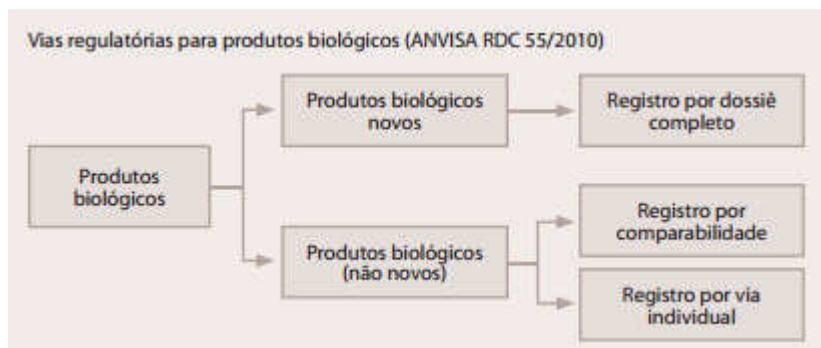 Vias regulatórias para produtos biológicos (ANVISA RDC 55/2010)
Produtos biológicos
novos
Registro por dossiê
completo
Produtos
biológicos
Registro por
comparabilidade
Produtos biológicos
(não novos)
Registro por via
individual